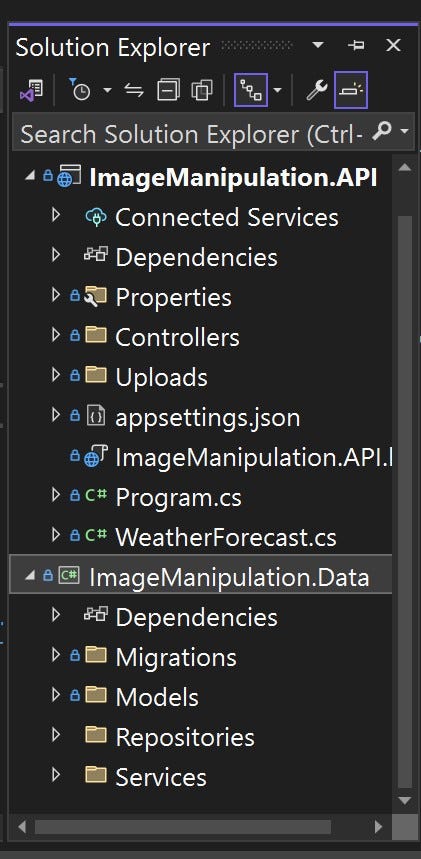 Solution Explorer
Search Solution Explorer (Ctrl-
ImageManipulation.API
Connected Services
Dependencies
Properties
Controllers
Uploads
appsettings.json
ImageManipulation.API.
C# Program.cs
C# WeatherForecast.cs
C# ImageManipulation.Data
Dependencies
Migrations
Models
Repositories
Services